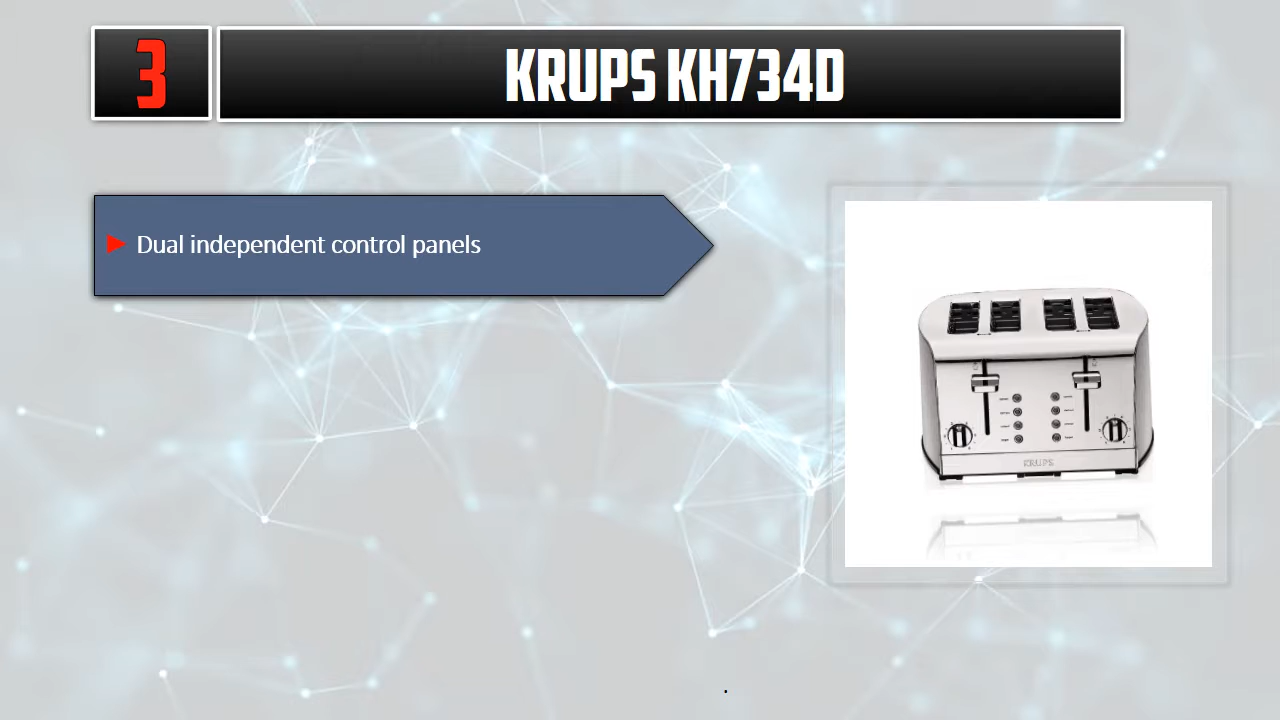 3
KRUPS KH734D
Dual independent control panels
KRUPS
.